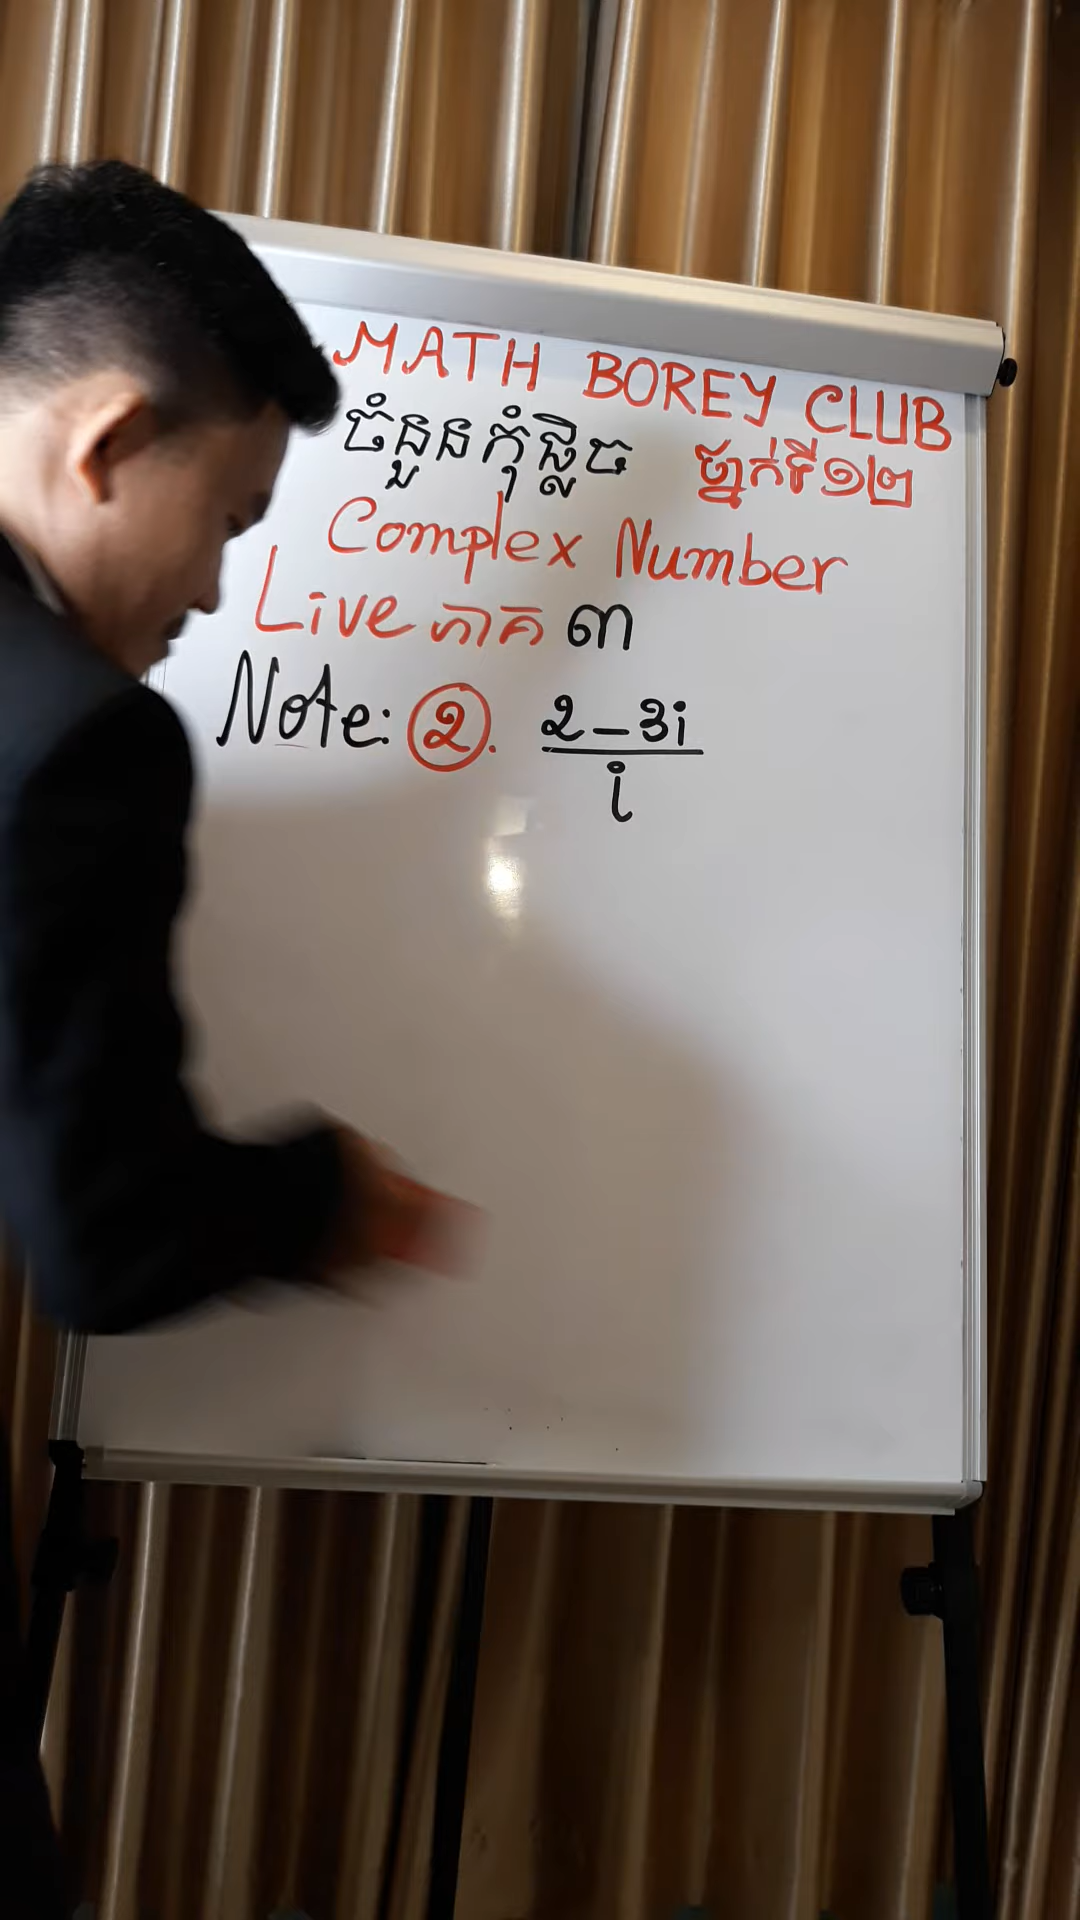 MATH BOREY CLUB
ចំនួនកុំផ្លិច ថ្នាក់ទី១២
Complex Number
Live ភាគ ៣
Note: ②. 2-3i
i